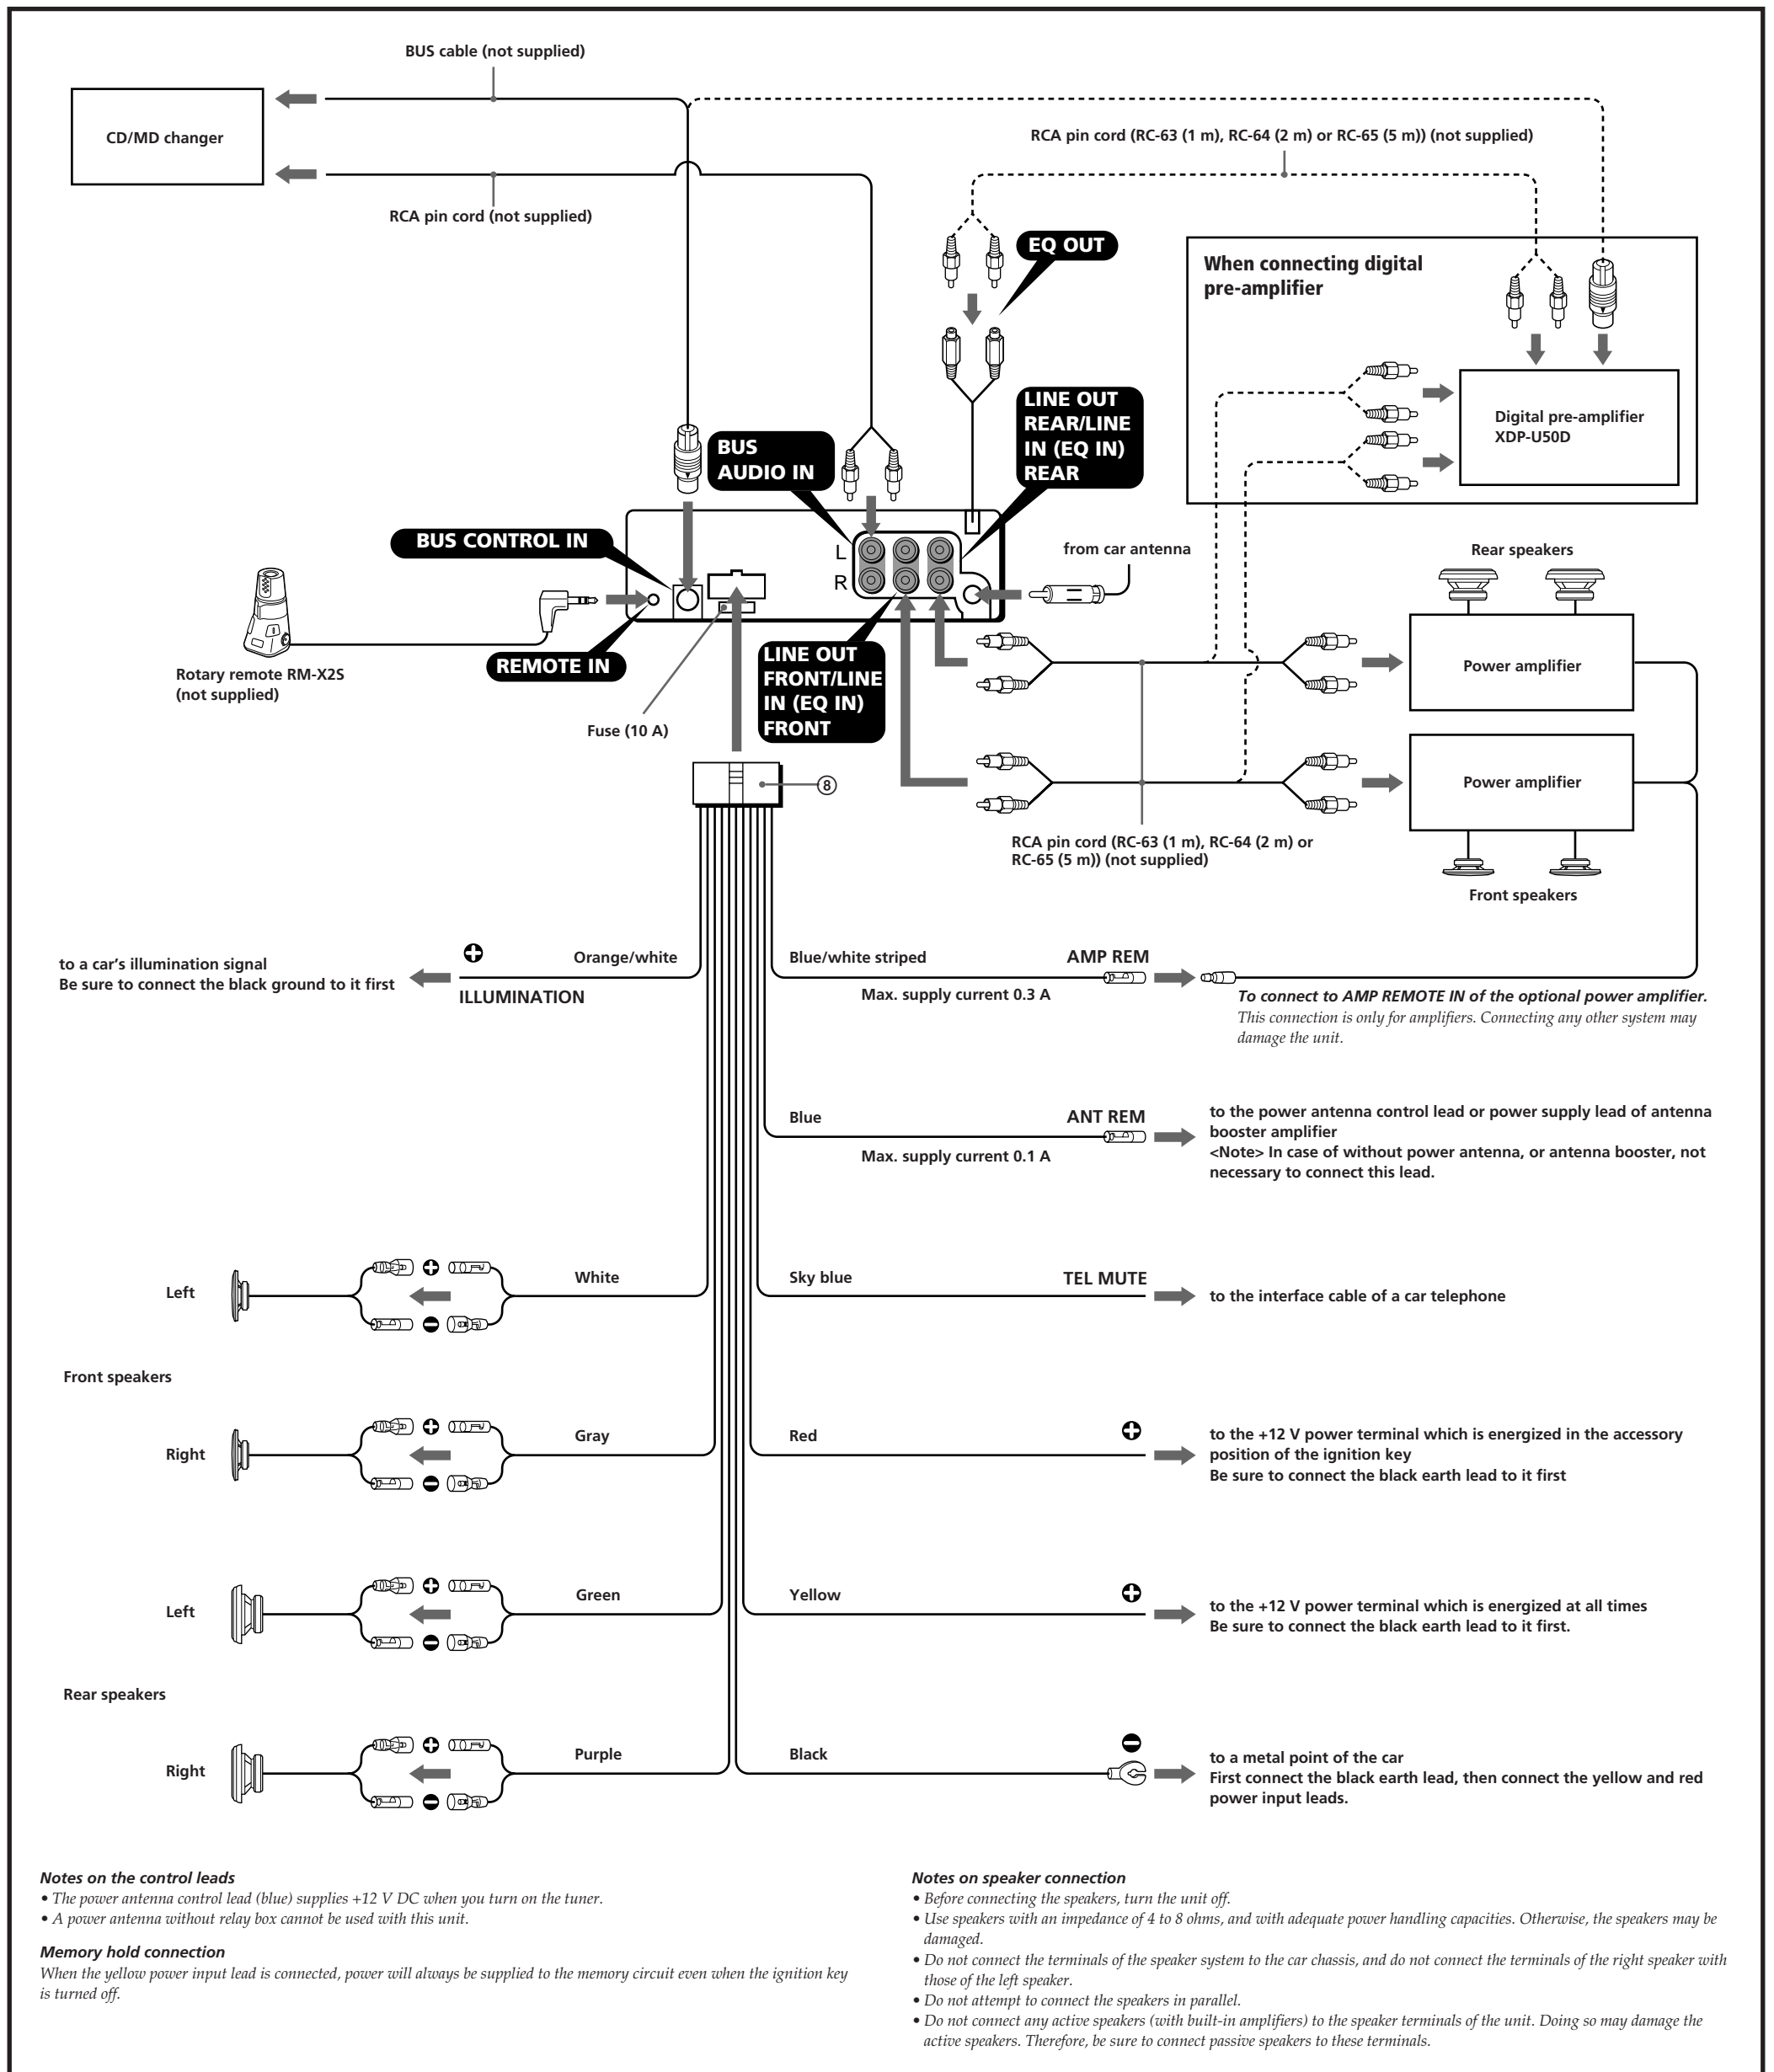 BUS cable (not supplied)
CD/MD changer
RCA pin cord (RC-63 (1 m), RC-64 (2 m) or RC-65 (5 m)) (not supplied)
RCA pin cord (not supplied)
EQ OUT
When connecting digital
pre-amplifier
LINE OUT
REAR/LINE
IN (EQ IN)
REAR
Digital pre-amplifier
XDP-U50D
BUS
AUDIO IN
BUS CONTROL IN
L
R
from car antenna
Rear speakers
Rotary remote RM-X2S
(not supplied)
REMOTE IN
LINE OUT
FRONT/LINE
IN (EQ IN)
FRONT
Power amplifier
Fuse (10 A)
8
Power amplifier
RCA pin cord (RC-63 (1 m), RC-64 (2 m) or
RC-65 (5 m)) (not supplied)
Front speakers
to a car’s illumination signal
Be sure to connect the black ground to it first
Orange/white
ILLUMINATION
Blue/white striped
AMP REM
Max. supply current 0.3 A
To connect to AMP REMOTE IN of the optional power amplifier.
This connection is only for amplifiers. Connecting any other system may
damage the unit.
Blue
ANT REM
Max. supply current 0.1 A
to the power antenna control lead or power supply lead of antenna
booster amplifier
<Note> In case of without power antenna, or antenna booster, not
necessary to connect this lead.
Left
White
Sky blue
TEL MUTE
to the interface cable of a car telephone
Front speakers
Right
Gray
Red
to the +12 V power terminal which is energized in the accessory
position of the ignition key
Be sure to connect the black earth lead to it first
Left
Green
Yellow
to the +12 V power terminal which is energized at all times
Be sure to connect the black earth lead to it first.
Rear speakers
Right
Purple
Black
to a metal point of the car
First connect the black earth lead, then connect the yellow and red
power input leads.
Notes on the control leads
• The power antenna control lead (blue) supplies +12 V DC when you turn on the tuner.
• A power antenna without relay box cannot be used with this unit.
Memory hold connection
When the yellow power input lead is connected, power will always be supplied to the memory circuit even when the ignition key
is turned off.
Notes on speaker connection
• Before connecting the speakers, turn the unit off.
• Use speakers with an impedance of 4 to 8 ohms, and with adequate power handling capacities. Otherwise, the speakers may be
damaged.
• Do not connect the terminals of the speaker system to the car chassis, and do not connect the terminals of the right speaker with
those of the left speaker.
• Do not attempt to connect the speakers in parallel.
• Do not connect any active speakers (with built-in amplifiers) to the speaker terminals of the unit. Doing so may damage the
active speakers. Therefore, be sure to connect passive speakers to these terminals.